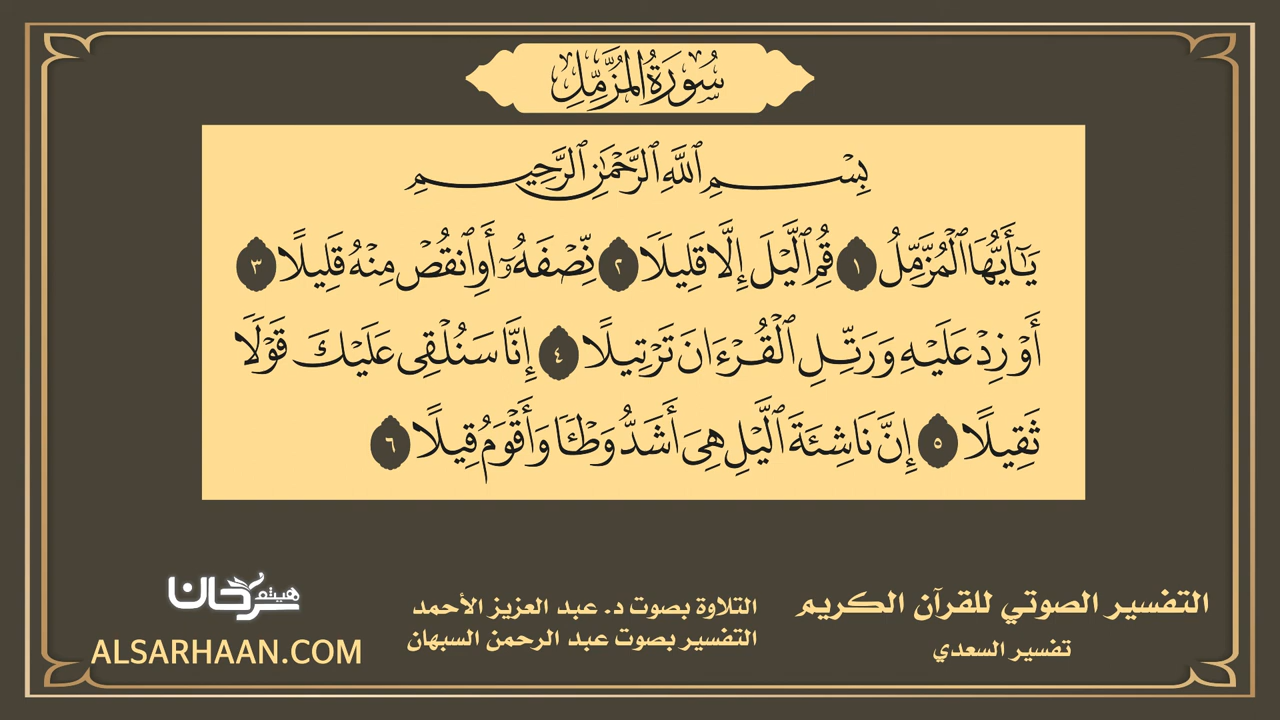 سُورَةُ المُزَّمِّلِ
بِسْمِ ٱللَّهِ ٱلرَّحْمَٰنِ ٱلرَّحِيمِ
يَٰٓأَيُّهَا ٱلْمُزَّمِّلُ ١ قُمِ ٱلَّيْلَ إِلَّا قَلِيلًا ٢ نِّصْفَهُۥٓ أَوِ ٱنقُصْ مِنْهُ قَلِيلًا ٣
أَوْ زِدْ عَلَيْهِ وَرَتِّلِ ٱلْقُرْءَانَ تَرْتِيلًا ٤ إِنَّا سَنُلْقِى عَلَيْكَ قَوْلًا
ثَقِيلًا ٥ إِنَّ نَاشِئَةَ ٱلَّيْلِ هِىَ أَشَدُّ وَطْـًٔا وَأَقْوَمُ قِيلًا ٦
التفسير الصوتي للقرآن الكريم
تفسير السعدي
التلاوة بصوت د. عبد العزيز الأحمد
التفسير بصوت عبد الرحمن السبهان
هيثم سرحان
ALSARHAAN.COM